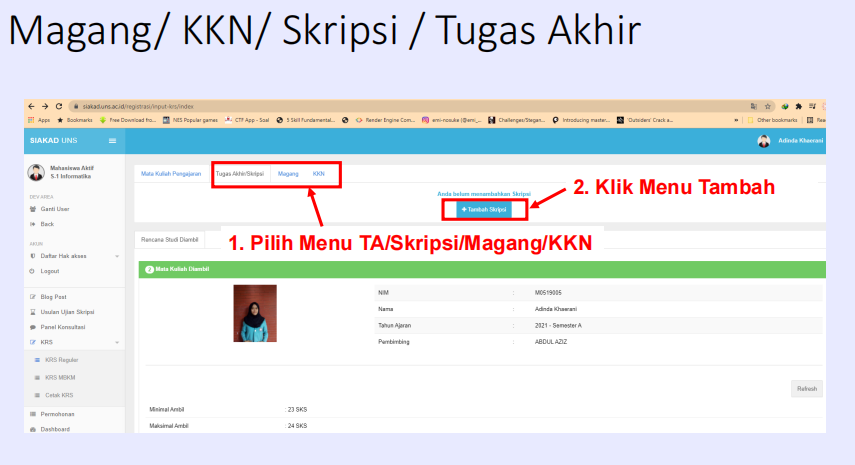 Magang/ KKN/ Skripsi / Tugas Akhir
siakad.uns.ac.id/registrasi/input-krs/index
Apps Bookmarks Free Download fro... NES Popular games CTF App - Soal 5 Skill Fundamental... Render Engine Com... emi-nosuke (@emi_... Challenges/Stegan... Introducing master... 'Outsiders' Crack a... » Other bookmarks Rea
SIAKAD UNS
Adinda Khaerani
Mahasiswa Aktif
S-1 Informatika
Mata Kuliah Pengajaran Tugas Akhir/Skripsi Magang KKN
Anda belum menambahkan Skripsi
+ Tambah Skripsi
2. Klik Menu Tambah
1. Pilih Menu TA/Skripsi/Magang/KKN
DEV AREA
Ganti User
Back
AKUN
Daftar Hak akses
Logout
Blog Post
Usulan Ujian Skripsi
Panel Konsultasi
KRS
KRS Reguler
KRS MBKM
Cetak KRS
Permohonan
Dashboard
Rencana Studi Diambil
Mata Kuliah Diambil
NIM : M0519005
Nama : Adinda Khaerani
Tahun Ajaran : 2021 - Semester A
Pembimbing : ABDUL AZIZ
Refresh
Minimal Ambil : 23 SKS
Maksimal Ambil : 24 SKS